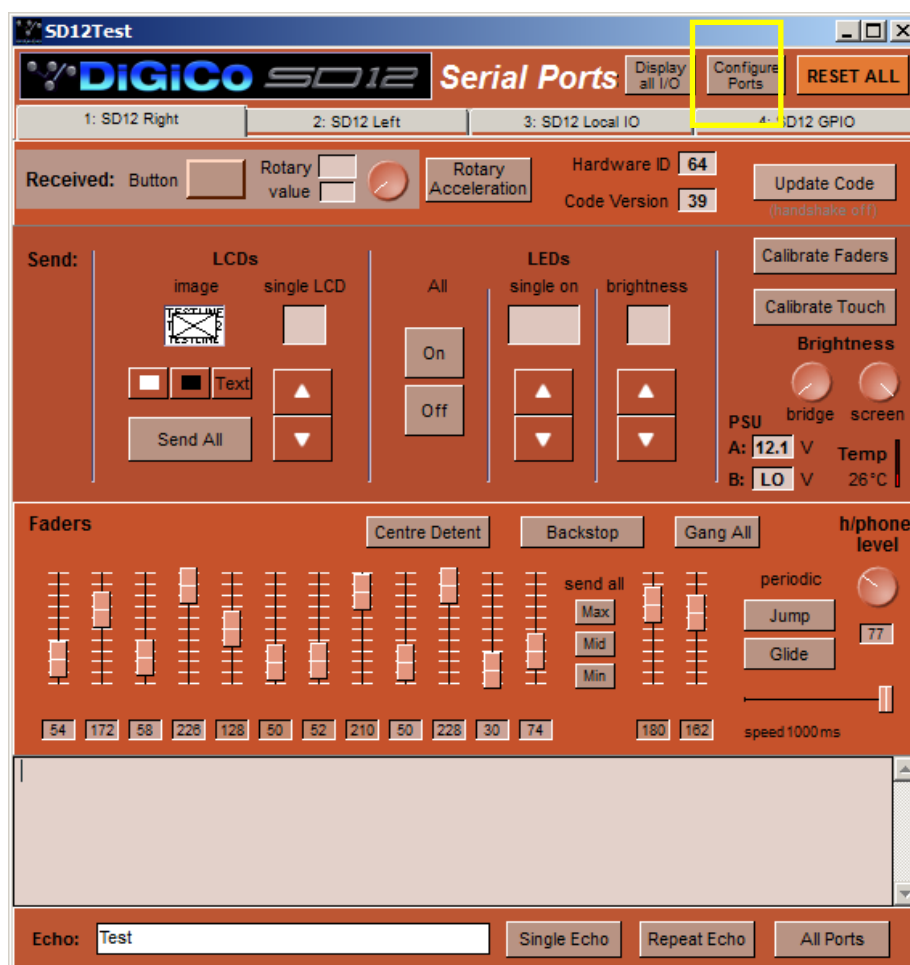 SD12Test
DiGiCo SD12 Serial Ports
Display all I/O
Configure Ports
RESET ALL
1: SD12 Right
2: SD12 Left
3: SD12 Local IO
4: SD12 GPIO
Received:
Button
Rotary
value
Rotary Acceleration
Hardware ID 64
Code Version 39
Update Code
(handshake off)
Send:
LCDs
image
single LCD
TESTLINE
Text
Send All
LEDs
All
single on
brightness
On
Off
Calibrate Faders
Calibrate Touch
Brightness
bridge
screen
PSU
A: 12.1 V
B: LO V
Temp
26°C
Faders
Centre Detent
Backstop
Gang All
h/phone
level
send all
Max
Mid
Min
periodic
Jump
Glide
77
54 172 58 226 128 50 52 210 50 228 30 74 180 162
speed 1000 ms
Echo: Test
Single Echo
Repeat Echo
All Ports